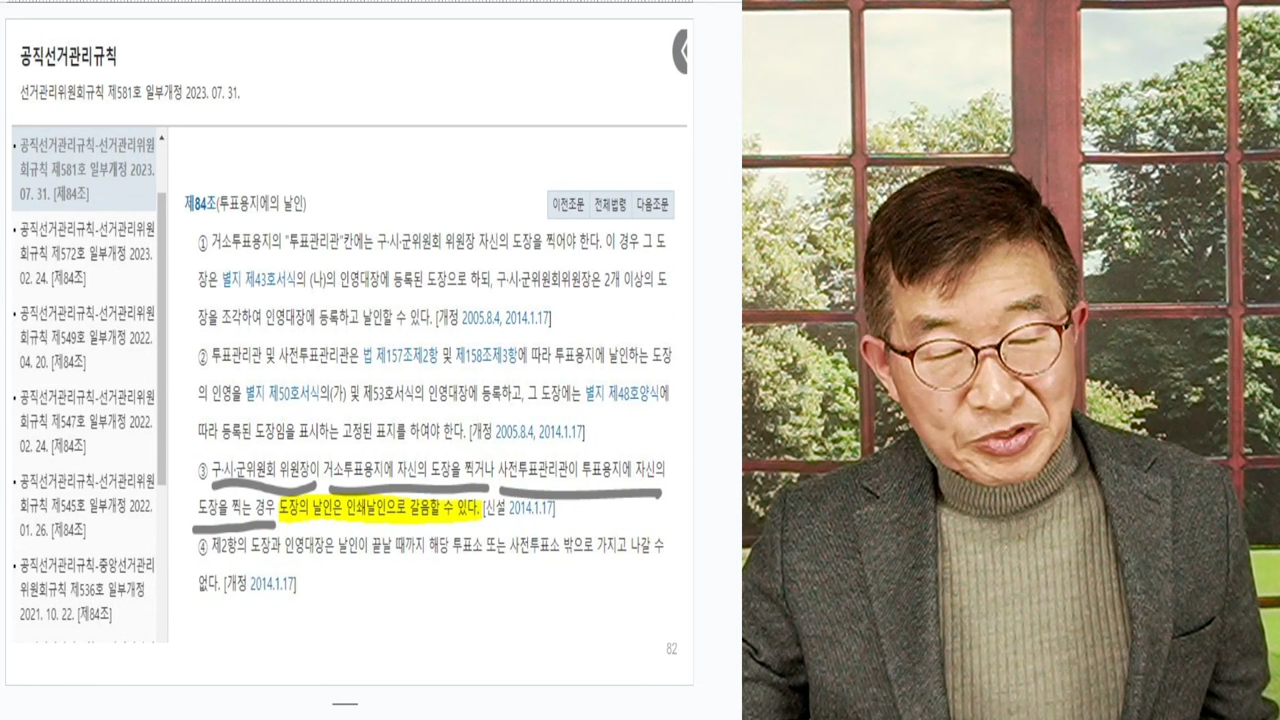 공직선거관리규칙
선거관리위원회규칙 제581호 일부개정 2023. 07. 31.
• 공직선거관리규칙-선거관리위원
회규칙 제581호 일부개정 2023.
07. 31. [제84조]
• 공직선거관리규칙-선거관리위원
회규칙 제572호 일부개정 2023.
02. 24. [제84조]
• 공직선거관리규칙-선거관리위원
회규칙 제549호 일부개정 2022.
04. 20. [제84조]
• 공직선거관리규칙-선거관리위원
회규칙 제547호 일부개정 2022.
02. 24. [제84조]
• 공직선거관리규칙-선거관리위원
회규칙 제545호 일부개정 2022.
01. 26. [제84조]
• 공직선거관리규칙-중앙선거관리
위원회규칙 제536호 일부개정
2021. 10. 22. [제84조]
제84조(투표용지에의 날인)
이전조문 전체법령 다음조문
① 거소투표용지의 "투표관리관"칸에는 구·시·군위원회 위원장 자신의 도장을 찍어야 한다. 이 경우 그 도
장은 별지 제43호서식의 (나)의 인영대장에 등록된 도장으로 하되, 구·시·군위원회위원장은 2개 이상의 도
장을 조각하여 인영대장에 등록하고 날인할 수 있다. [개정 2005.8.4, 2014.1.17]
② 투표관리관 및 사전투표관리관은 법 제157조제2항 및 제158조제3항에 따라 투표용지에 날인하는 도장
의 인영을 별지 제50호서식의(가) 및 제53호서식의 인영대장에 등록하고, 그 도장에는 별지 제48호양식에
따라 등록된 도장임을 표시하는 고정된 표지를 하여야 한다. [개정 2005.8.4, 2014.1.17]
③ 구·시·군위원회 위원장이 거소투표용지에 자신의 도장을 찍거나 사전투표관리관이 투표용지에 자신의
도장을 찍는 경우 도장의 날인은 인쇄날인으로 갈음할 수 있다. [신설 2014.1.17]
④ 제2항의 도장과 인영대장은 날인이 끝날 때까지 해당 투표소 또는 사전투표소 밖으로 가지고 나갈 수
없다. [개정 2014.1.17]
82